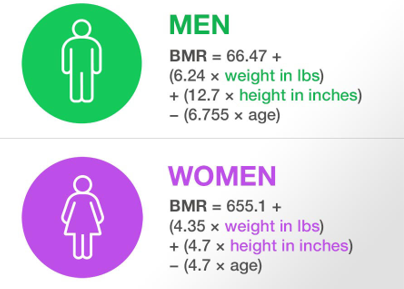 MEN
BMR = 66.47 +
(6.24 × weight in lbs)
+ (12.7 × height in inches)
− (6.755 × age)
WOMEN
BMR = 655.1 +
(4.35 × weight in lbs)
+ (4.7 × height in inches)
− (4.7 × age)